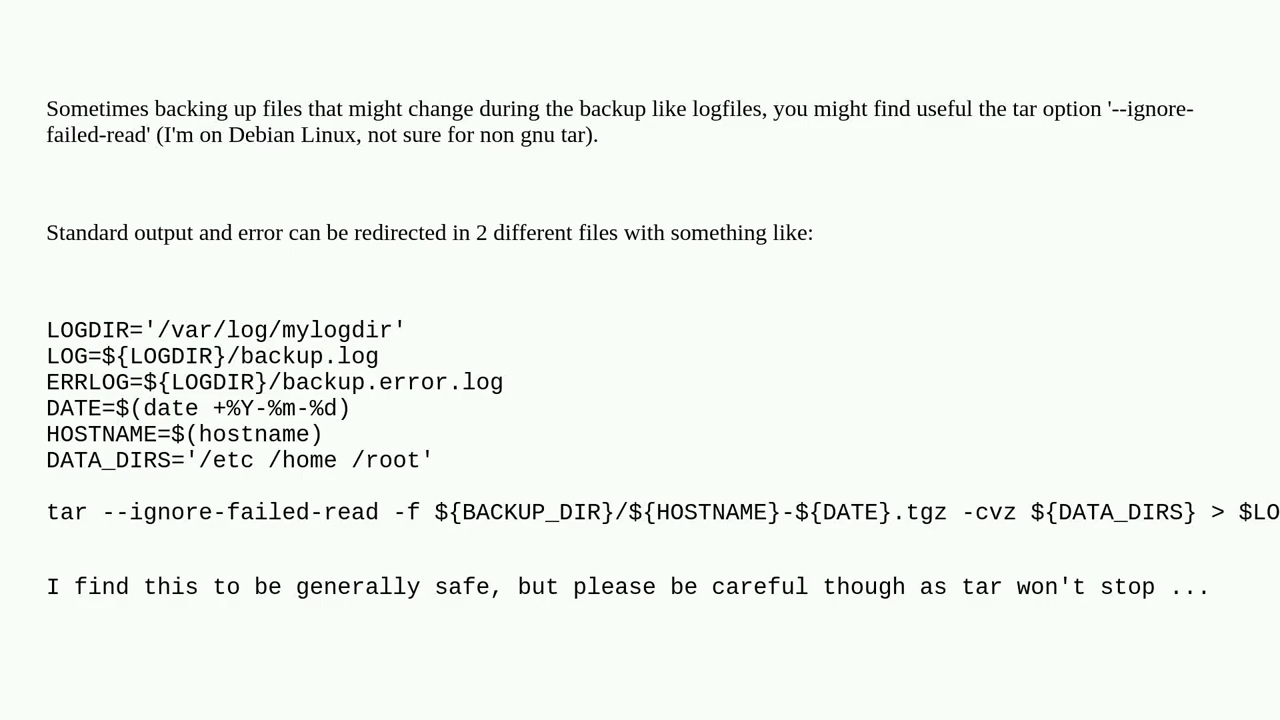 Sometimes backing up files that might change during the backup like logfiles, you might find useful the tar option '--ignore-
failed-read' (I'm on Debian Linux, not sure for non gnu tar).
Standard output and error can be redirected in 2 different files with something like:
LOGDIR='/var/log/mylogdir'
LOG=${LOGDIR}/backup.log
ERRLOG=${LOGDIR}/backup.error.log
DATE=$(date +%Y-%m-%d)
HOSTNAME=$(hostname)
DATA_DIRS='/etc /home /root'
tar --ignore-failed-read -f ${BACKUP_DIR}/${HOSTNAME}-${DATE}.tgz -cvz ${DATA_DIRS} > $LO
I find this to be generally safe, but please be careful though as tar won't stop ...